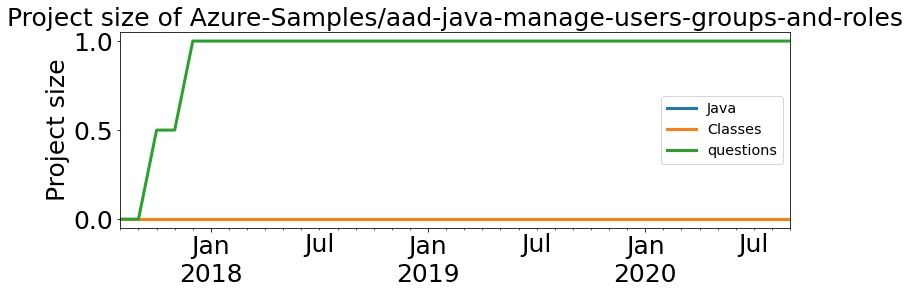 Project size of Azure-Samples/aad-java-manage-users-groups-and-roles
Project size
1.0
0.5
0.0
Java
Classes
questions
Jan Jul Jan Jul Jan Jul
2018 2019 2020